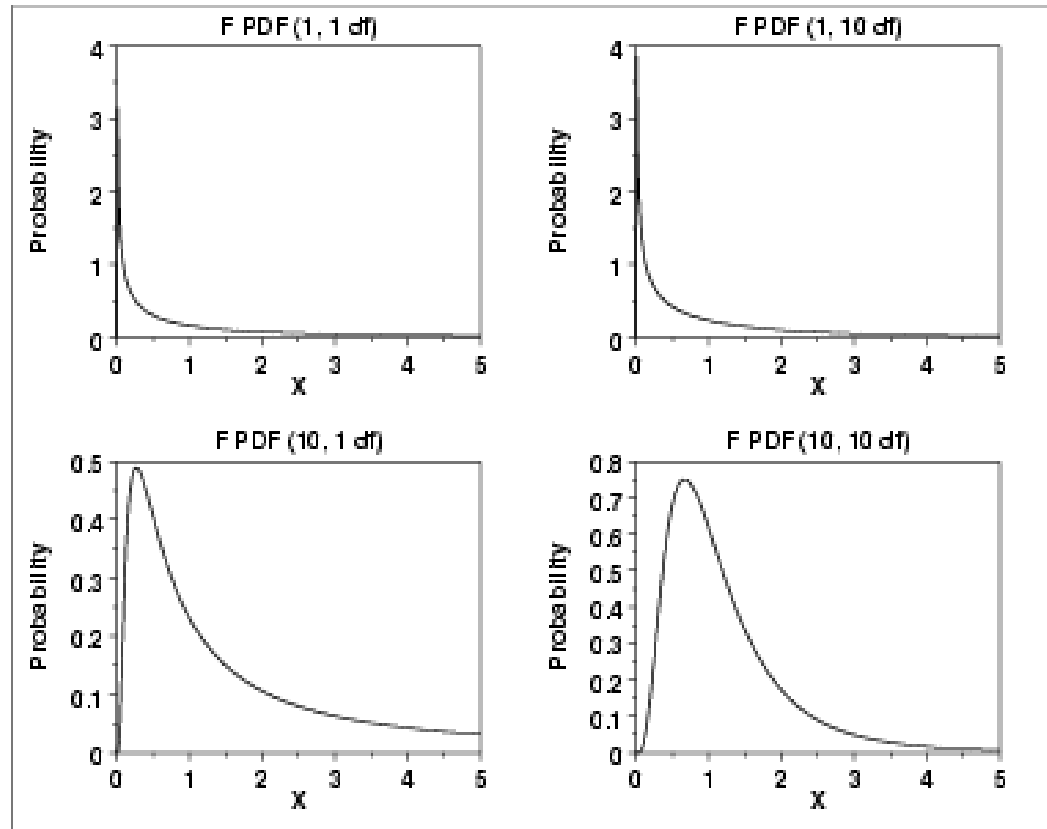 F PDF (1, 1 df)
4
3
2
1
0
Probability
0 1 2 3 4 5
X
F PDF (1, 10 df)
4
3
2
1
0
Probability
0 1 2 3 4 5
X
F PDF (10, 1 df)
0.5
0.4
0.3
0.2
0.1
0
Probability
0 1 2 3 4 5
X
F PDF (10, 10 df)
0.8
0.7
0.6
0.5
0.4
0.3
0.2
0.1
0
Probability
0 1 2 3 4 5
X